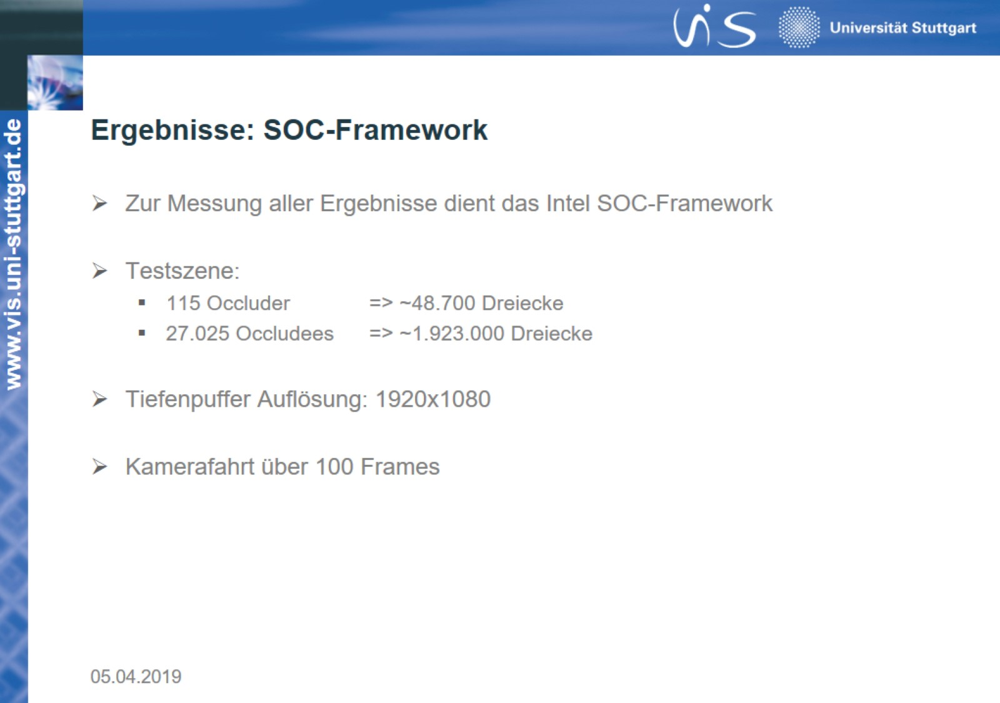 vis
Universität Stuttgart
www.vis.uni-stuttgart.de
Ergebnisse: SOC-Framework
➢ Zur Messung aller Ergebnisse dient das Intel SOC-Framework
➢ Testszene:
▪ 115 Occluder => ~48.700 Dreiecke
▪ 27.025 Occludees => ~1.923.000 Dreiecke
➢ Tiefenpuffer Auflösung: 1920x1080
➢ Kamerafahrt über 100 Frames
05.04.2019